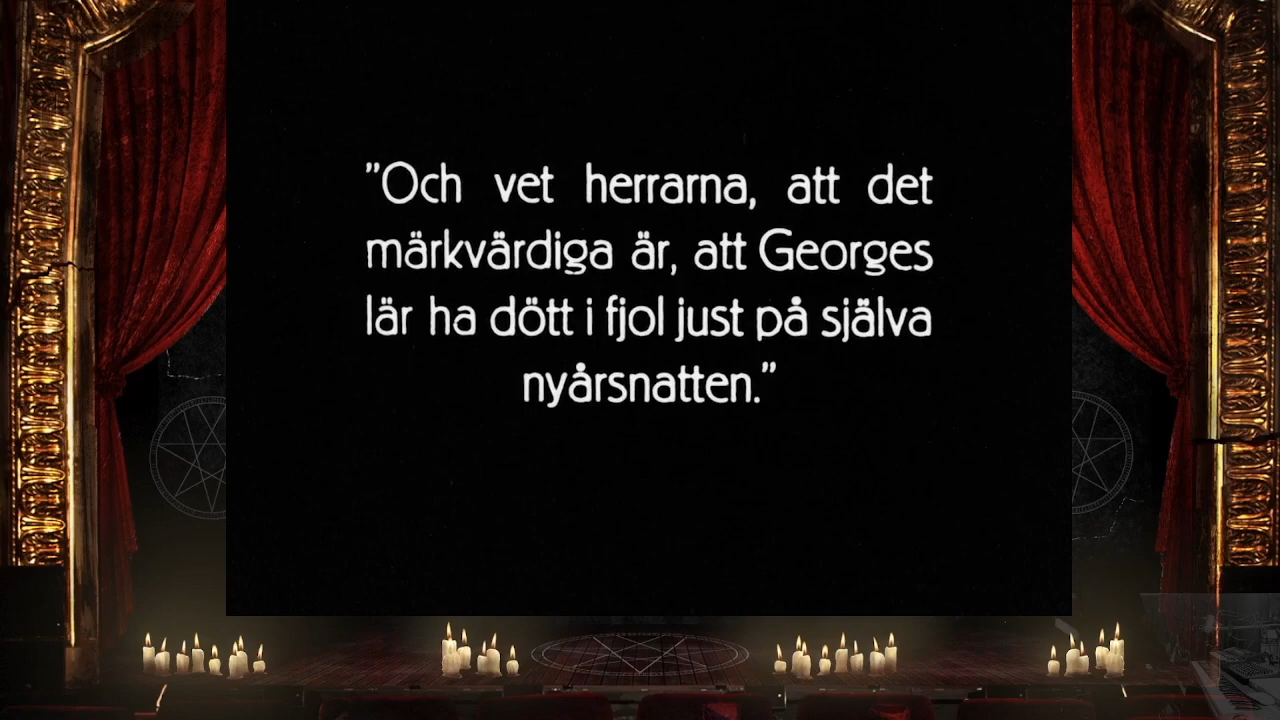 ”Och vet herrarna, att det
märkvärdiga är, att Georges
lär ha dött i fjol just på själva
nyårsnatten.”